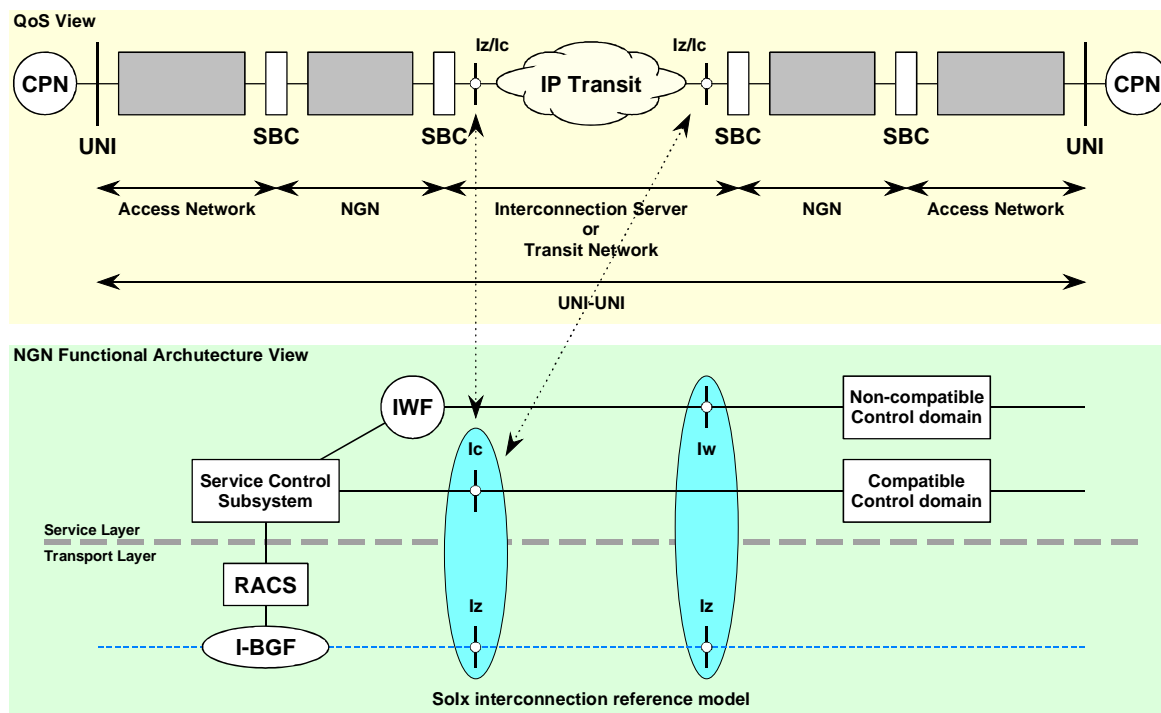 QoS View
Iz/Ic
Iz/Ic
CPN
IP Transit
CPN
UNI
SBC
SBC
SBC
SBC
UNI
Access Network
NGN
Interconnection Server
or
Transit Network
NGN
Access Network
UNI-UNI
NGN Functional Archutecture View
IWF
Non-compatible
Control domain
Ic
Iw
Service Control
Subsystem
Compatible
Control domain
Service Layer
Transport Layer
RACS
Iz
Iz
I-BGF
SoIx interconnection reference model